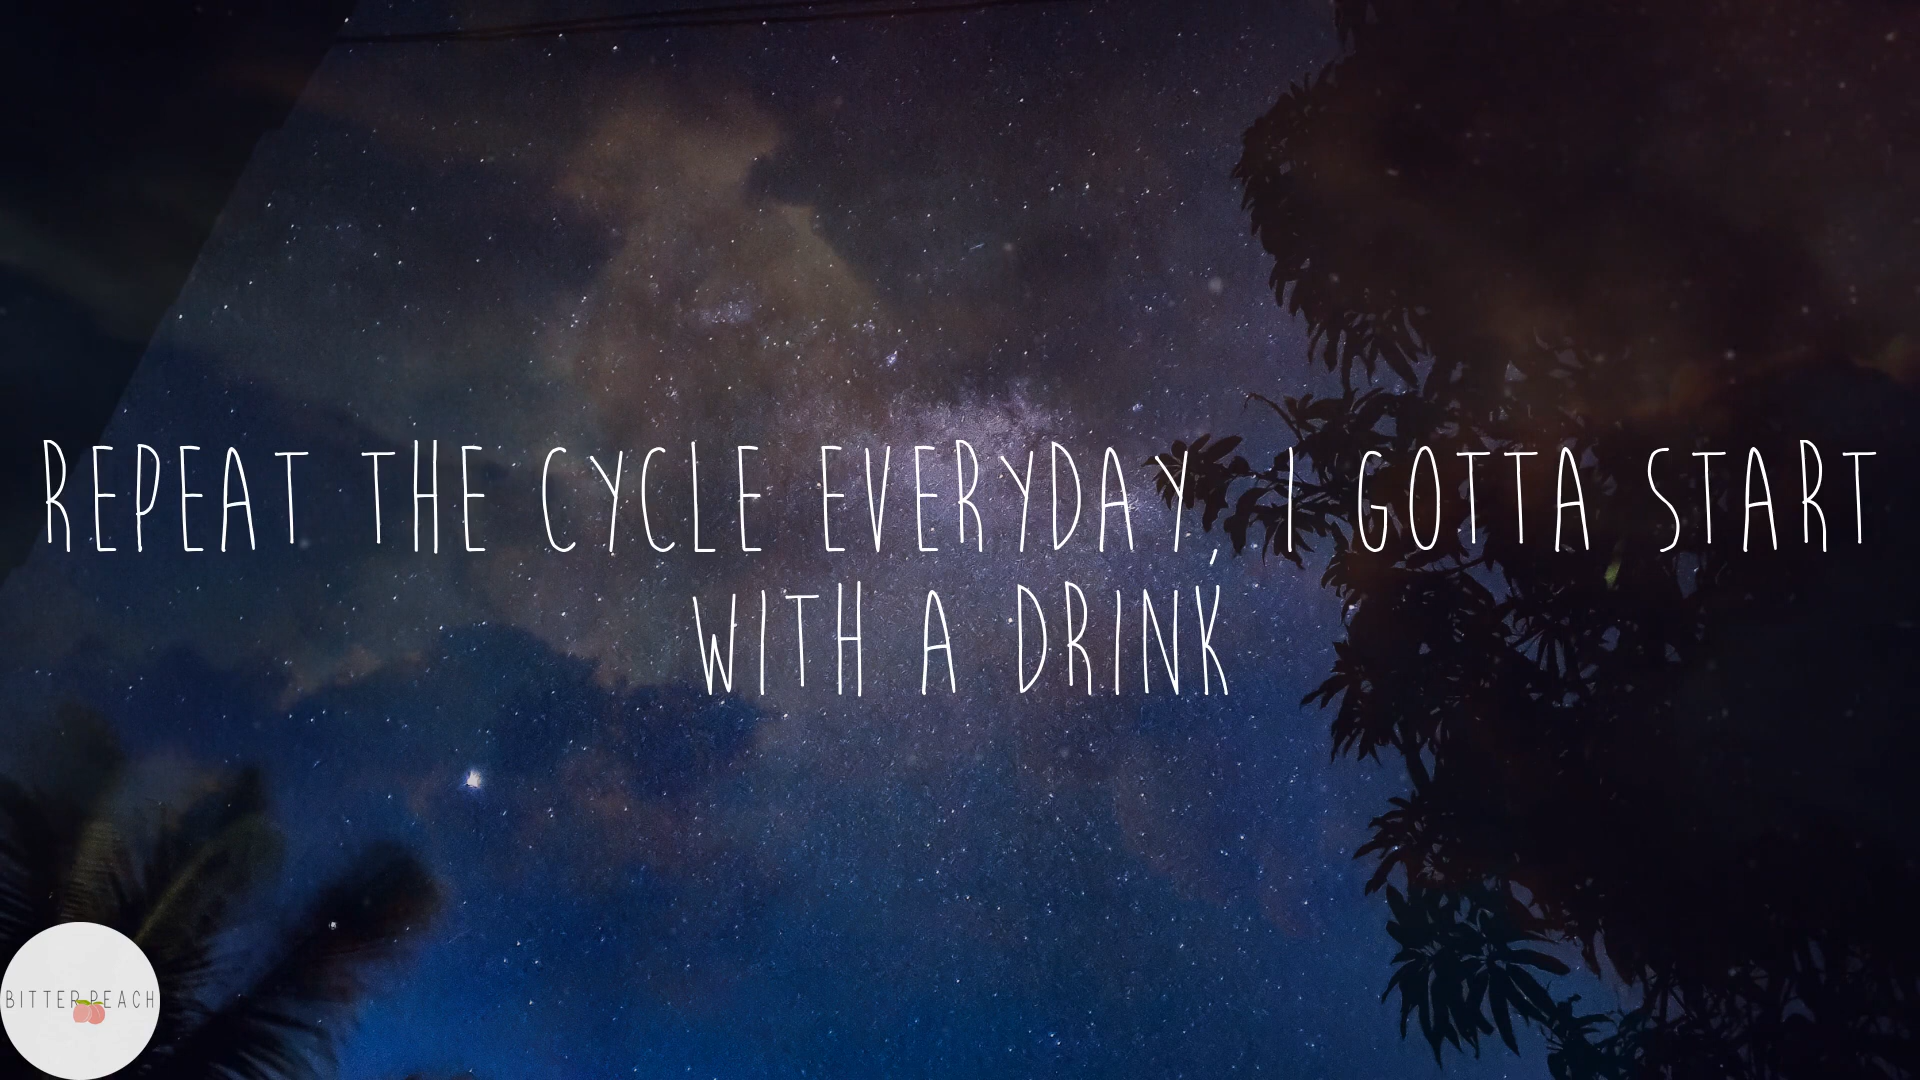 REPEAT THE CYCLE EVERYDAY, I GOTTA START
WITH A DRINK
BITTER PEACH